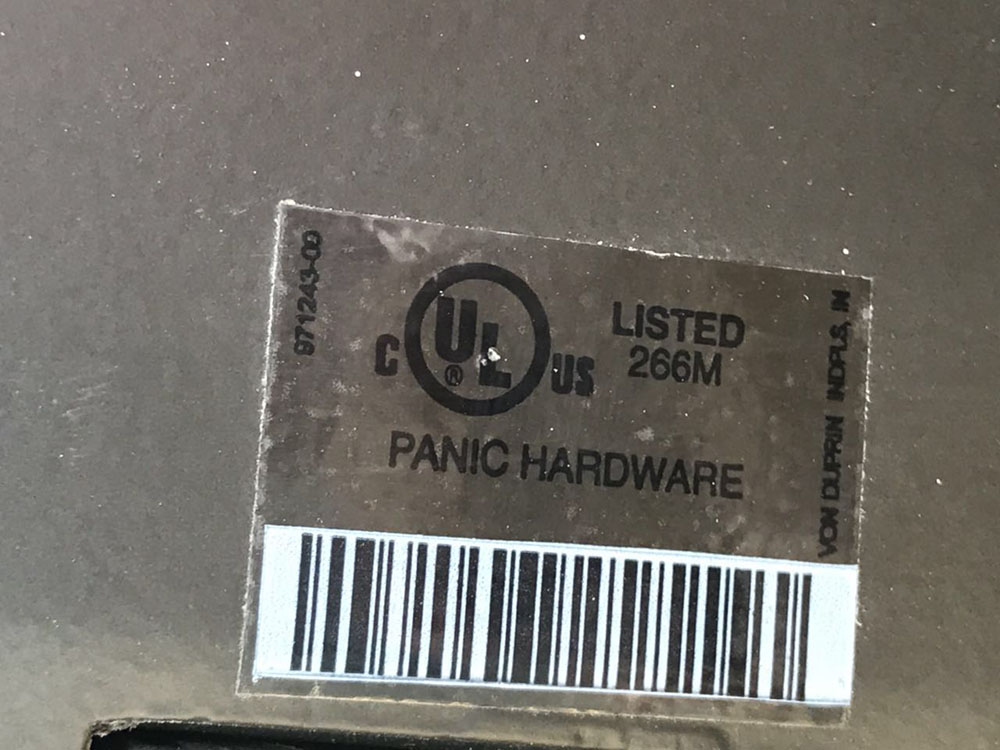 971243-00
C UL® US
LISTED
266M
PANIC HARDWARE
VON DUPRIN INDPLS, IN